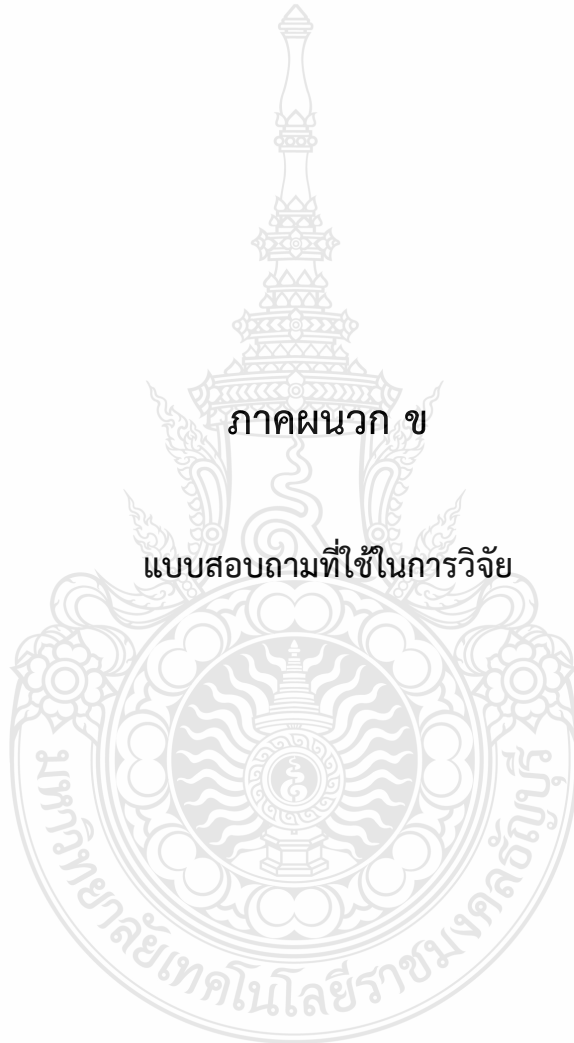 ภาคผนวก ข
แบบสอบถามที่ใช้ในการวิจัย
มหาวิทยาลัยเทคโนโลยีราชมงคลธัญบุรี